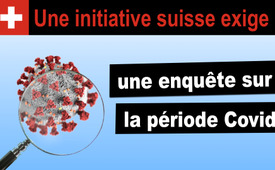 Une initiative suisse exige
une enquête sur
la période Covid